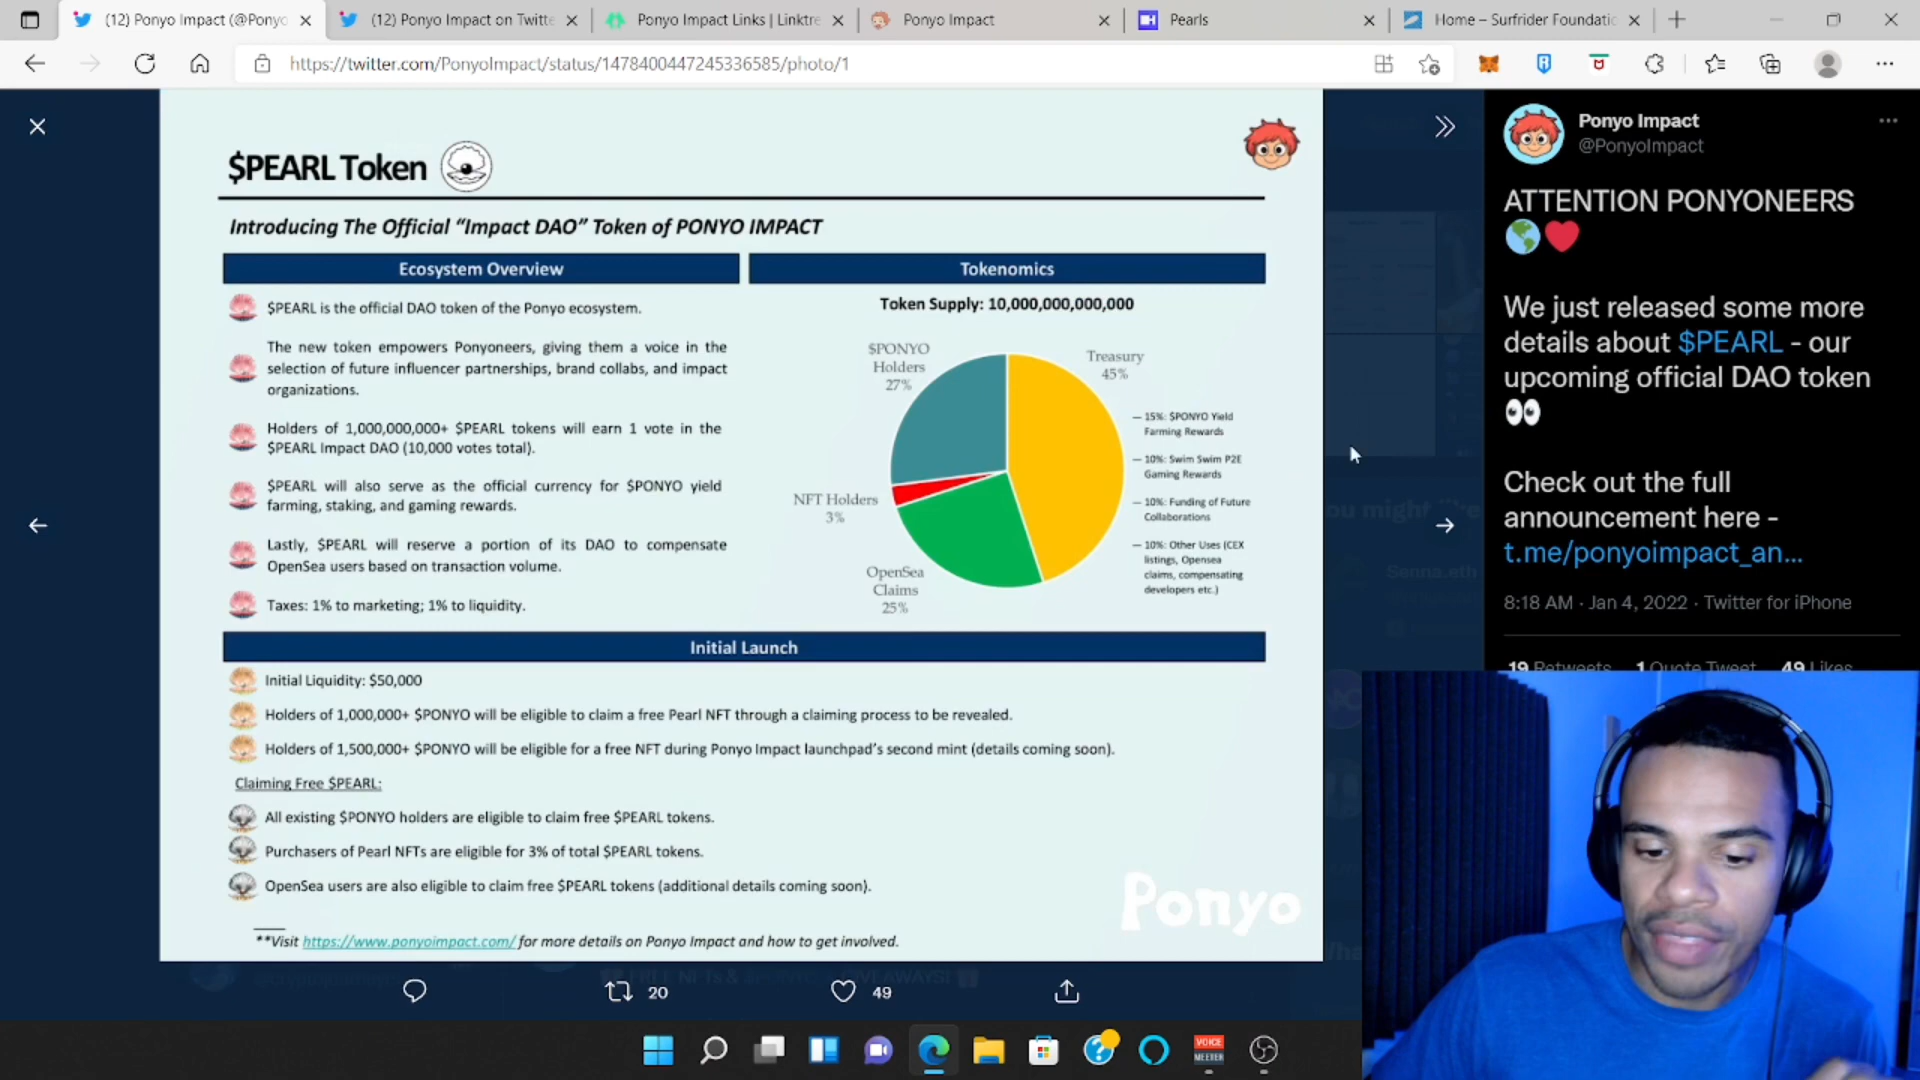 (12) Ponyo Impact (@Ponyo
(12) Ponyo Impact on Twitte
Ponyo Impact Links | Linktre
Ponyo Impact
Pearls
Home – Surfrider Foundatio
https://twitter.com/PonyoImpact/status/1478400447245336585/photo/1
$PEARL Token
Introducing The Official “Impact DAO” Token of PONYO IMPACT
Ecosystem Overview
$PEARL is the official DAO token of the Ponyo ecosystem.
The new token empowers Ponyoneers, giving them a voice in the
selection of future influencer partnerships, brand collabs, and impact
organizations.
Holders of 1,000,000,000+ $PEARL tokens will earn 1 vote in the
$PEARL Impact DAO (10,000 votes total).
$PEARL will also serve as the official currency for $PONYO yield
farming, staking, and gaming rewards.
Lastly, $PEARL will reserve a portion of its DAO to compensate
OpenSea users based on transaction volume.
Taxes: 1% to marketing; 1% to liquidity.
Tokenomics
Token Supply: 10,000,000,000,000
$PONYO
Holders
27%
Treasury
45%
— 15%: $PONYO Yield
Farming Rewards
— 10%: Swim Swim P2E
Gaming Rewards
— 10%: Funding of Future
Collaborations
— 10%: Other Uses (CEX
listings, Opensea
claims, compensating
developers etc.)
NFT Holders
3%
OpenSea
Claims
25%
Initial Launch
Initial Liquidity: $50,000
Holders of 1,000,000+ $PONYO will be eligible to claim a free Pearl NFT through a claiming process to be revealed.
Holders of 1,500,000+ $PONYO will be eligible for a free NFT during Ponyo Impact launchpad’s second mint (details coming soon).
Claiming Free $PEARL:
All existing $PONYO holders are eligible to claim free $PEARL tokens.
Purchasers of Pearl NFTs are eligible for 3% of total $PEARL tokens.
OpenSea users are also eligible to claim free $PEARL tokens (additional details coming soon).
Ponyo
**Visit https://www.ponyoimpact.com/ for more details on Ponyo Impact and how to get involved.
20
49
Ponyo Impact
@PonyoImpact
ATTENTION PONYONEERS
We just released some more
details about $PEARL - our
upcoming official DAO token
Check out the full
announcement here -
t.me/ponyoimpact_an...
8:18 AM · Jan 4, 2022 · Twitter for iPhone
19 Retweets 1 Quote Tweet 49 Likes
Senna.eth
VOICE
MEETER